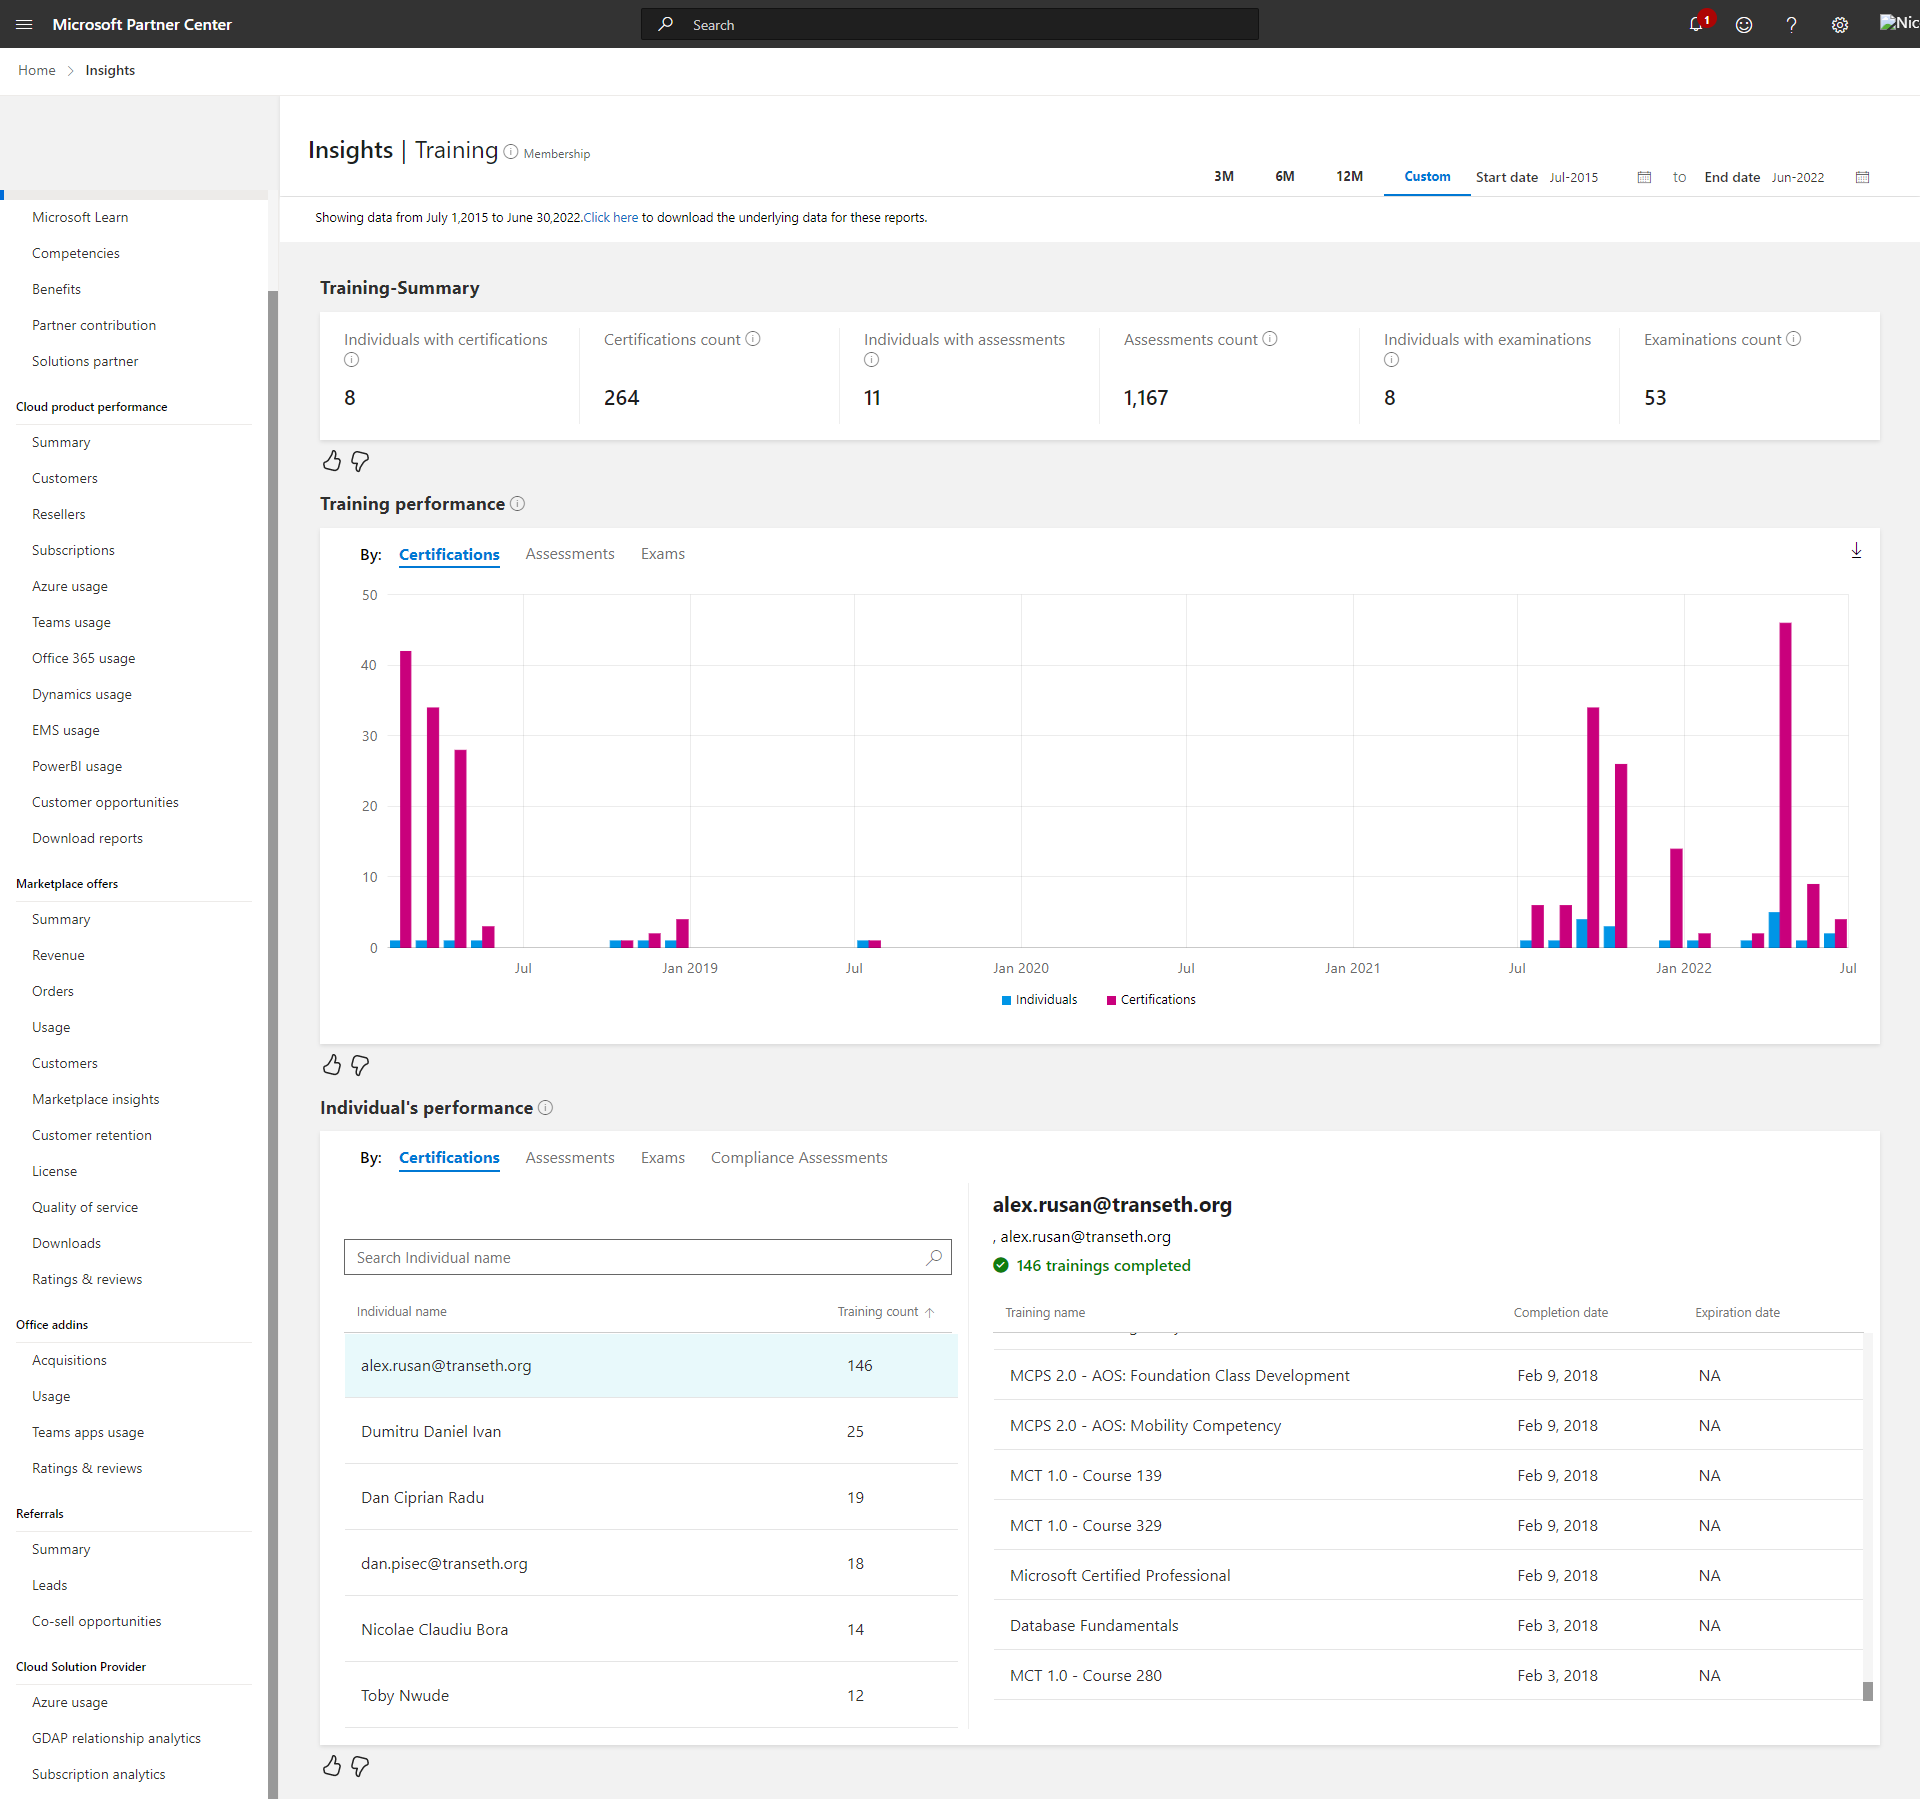 Microsoft Partner Center
Search
1
Nic
Home > Insights
Insights | Training Membership
3M 6M 12M Custom Start date Jul-2015 to End date Jun-2022
Showing data from July 1,2015 to June 30,2022.Click here to download the underlying data for these reports.
Microsoft Learn
Competencies
Benefits
Partner contribution
Solutions partner
Cloud product performance
Summary
Customers
Resellers
Subscriptions
Azure usage
Teams usage
Office 365 usage
Dynamics usage
EMS usage
PowerBI usage
Customer opportunities
Download reports
Marketplace offers
Summary
Revenue
Orders
Usage
Customers
Marketplace insights
Customer retention
License
Quality of service
Downloads
Ratings & reviews
Office addins
Acquisitions
Usage
Teams apps usage
Ratings & reviews
Referrals
Summary
Leads
Co-sell opportunities
Cloud Solution Provider
Azure usage
GDAP relationship analytics
Subscription analytics
Training-Summary
Individuals with certifications
8
Certifications count
264
Individuals with assessments
11
Assessments count
1,167
Individuals with examinations
8
Examinations count
53
Training performance
By: Certifications Assessments Exams
50
40
30
20
10
0
Jul Jan 2019 Jul Jan 2020 Jul Jan 2021 Jul Jan 2022 Jul
Individuals Certifications
Individual's performance
By: Certifications Assessments Exams Compliance Assessments
Search Individual name
Individual name Training count
alex.rusan@transeth.org 146
Dumitru Daniel Ivan 25
Dan Ciprian Radu 19
dan.pisec@transeth.org 18
Nicolae Claudiu Bora 14
Toby Nwude 12
alex.rusan@transeth.org
, alex.rusan@transeth.org
146 trainings completed
Training name Completion date Expiration date
MCPS 2.0 - AOS: Foundation Class Development Feb 9, 2018 NA
MCPS 2.0 - AOS: Mobility Competency Feb 9, 2018 NA
MCT 1.0 - Course 139 Feb 9, 2018 NA
MCT 1.0 - Course 329 Feb 9, 2018 NA
Microsoft Certified Professional Feb 9, 2018 NA
Database Fundamentals Feb 3, 2018 NA
MCT 1.0 - Course 280 Feb 3, 2018 NA